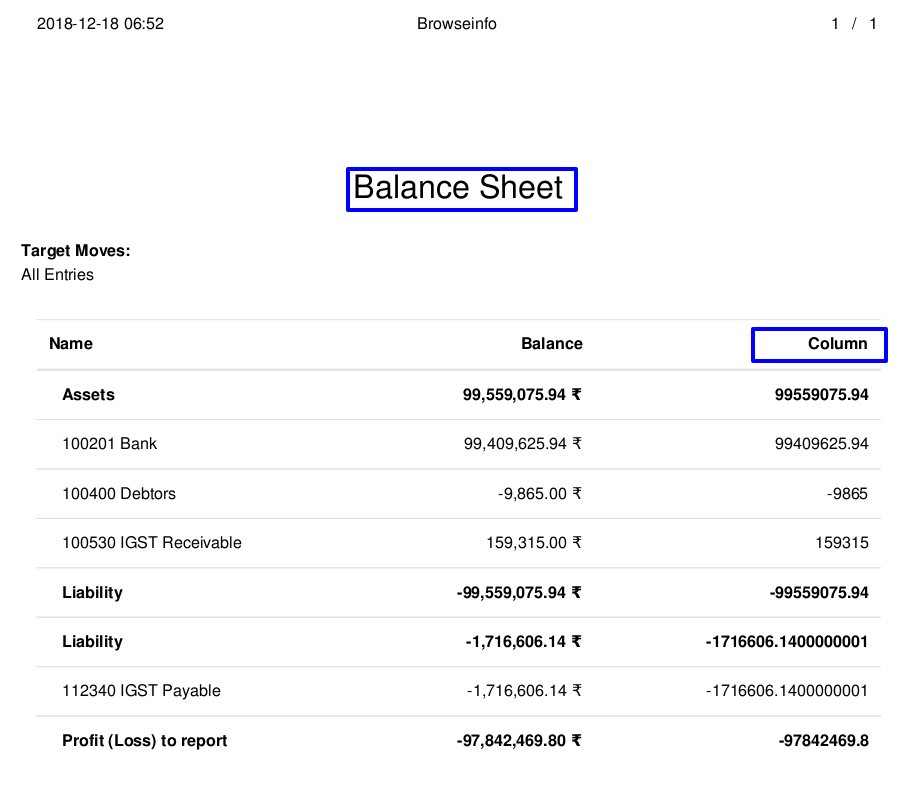 2018-12-18 06:52 Browseinfo 1 / 1
Balance Sheet
Target Moves:
All Entries
Name Balance Column
Assets 99,559,075.94 ₹ 99559075.94
100201 Bank 99,409,625.94 ₹ 99409625.94
100400 Debtors -9,865.00 ₹ -9865
100530 IGST Receivable 159,315.00 ₹ 159315
Liability -99,559,075.94 ₹ -99559075.94
Liability -1,716,606.14 ₹ -1716606.1400000001
112340 IGST Payable -1,716,606.14 ₹ -1716606.1400000001
Profit (Loss) to report -97,842,469.80 ₹ -97842469.8